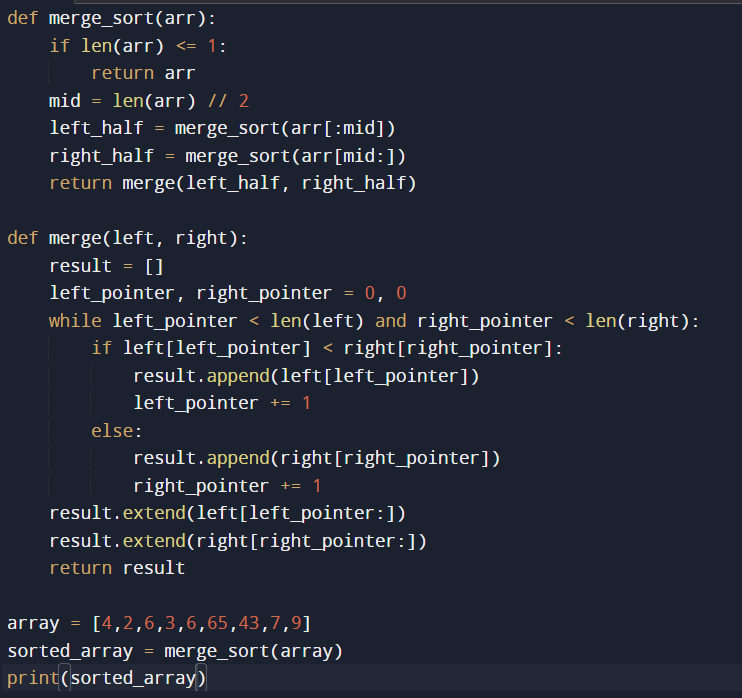 def merge_sort(arr):
    if len(arr) <= 1:
        return arr
    mid = len(arr) // 2
    left_half = merge_sort(arr[:mid])
    right_half = merge_sort(arr[mid:])
    return merge(left_half, right_half)

def merge(left, right):
    result = []
    left_pointer, right_pointer = 0, 0
    while left_pointer < len(left) and right_pointer < len(right):
        if left[left_pointer] < right[right_pointer]:
            result.append(left[left_pointer])
            left_pointer += 1
        else:
            result.append(right[right_pointer])
            right_pointer += 1
    result.extend(left[left_pointer:])
    result.extend(right[right_pointer:])
    return result

array = [4,2,6,3,6,65,43,7,9]
sorted_array = merge_sort(array)
print(sorted_array)